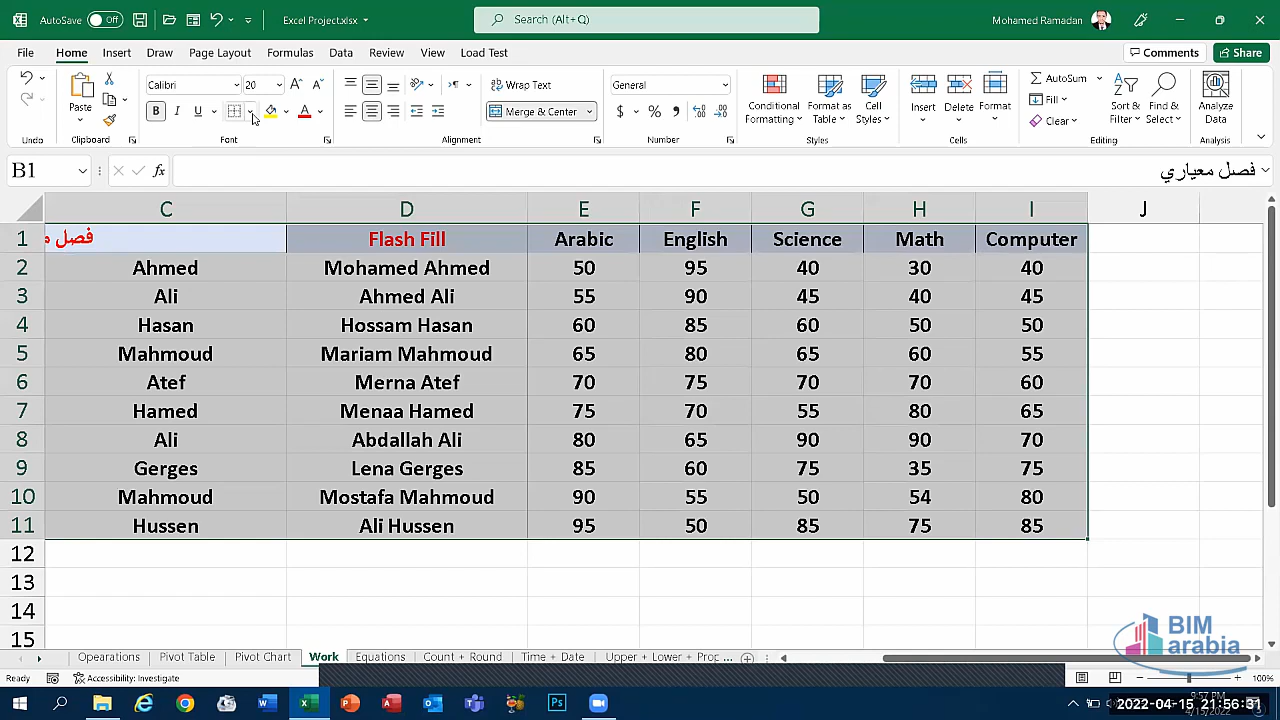 AutoSave Off Excel Project.xlsx Search (Alt+Q) Mohamed Ramadan
File Home Insert Draw Page Layout Formulas Data Review View Load Test Comments Share
Calibri 20 Wrap Text General AutoSum
Paste B I U Merge & Center $ % Conditional Formatting Format as Table Cell Styles Insert Delete Format Fill Clear Sort & Filter Find & Select Analyze Data
Undo Clipboard Font Alignment Number Styles Cells Editing Analysis
B1 fx فصل معياري
C D E F G H I J
1 فصل م Flash Fill Arabic English Science Math Computer
2 Ahmed Mohamed Ahmed 50 95 40 30 40
3 Ali Ahmed Ali 55 90 45 40 45
4 Hasan Hossam Hasan 60 85 60 50 50
5 Mahmoud Mariam Mahmoud 65 80 65 60 55
6 Atef Merna Atef 70 75 70 70 60
7 Hamed Menaa Hamed 75 70 55 80 65
8 Ali Abdallah Ali 80 65 90 90 70
9 Gerges Lena Gerges 85 60 75 35 75
10 Mahmoud Mostafa Mahmoud 90 55 50 54 80
11 Hussen Ali Hussen 95 50 85 75 85
12
13
14
15
BIM
arabia
Opearations Pivot Table Pivot Chart Work Equations Count + Round Time + Date Upper + Lower + Prop ...
Ready Accessibility: Investigate 100%
9:57 PM
2022-04-15 21:56:31